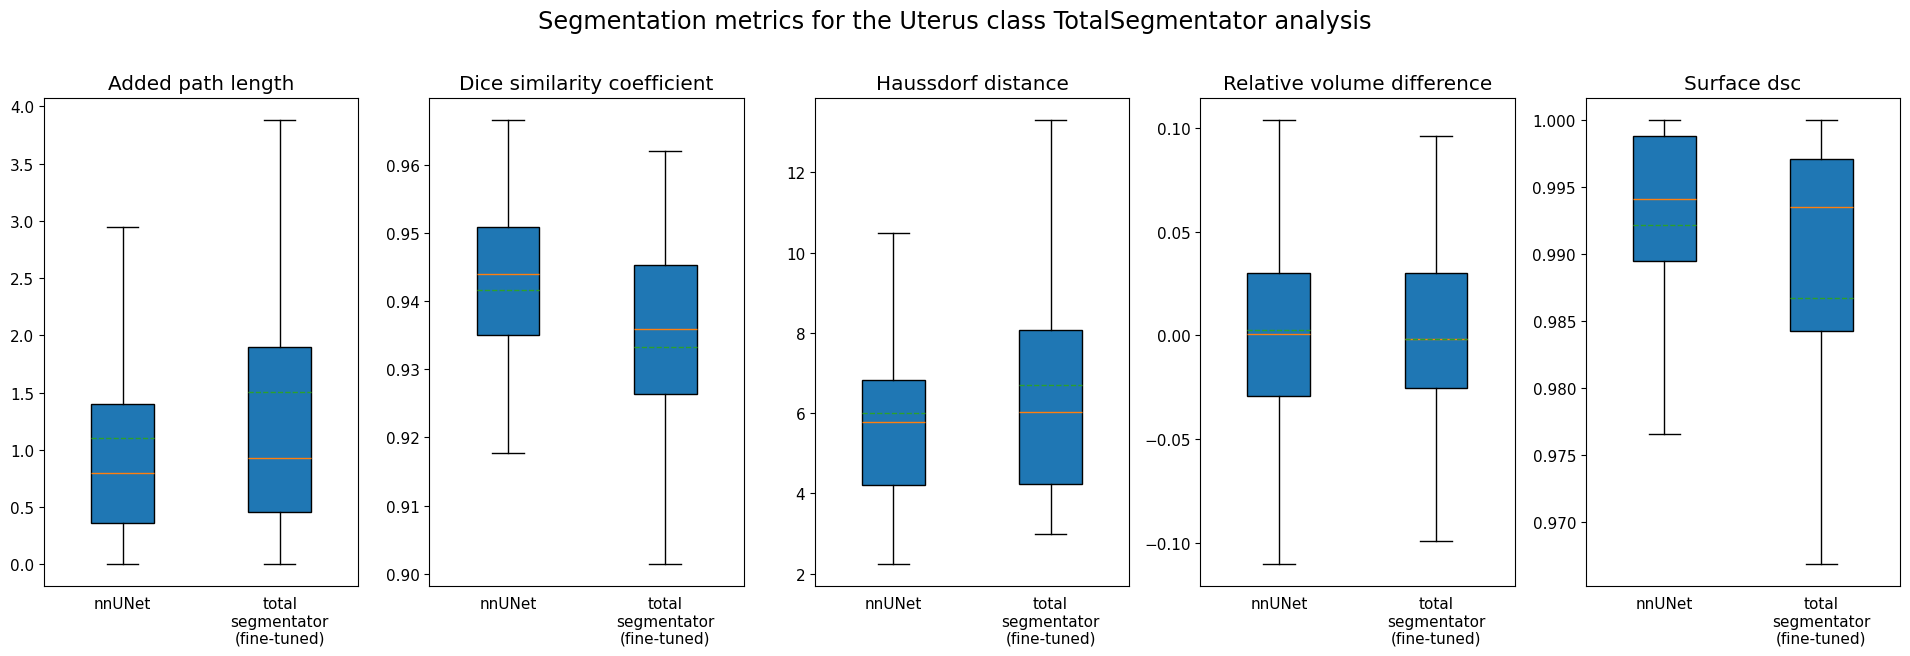 Segmentation metrics for the Uterus class TotalSegmentator analysis
Added path length
4.0
3.5
3.0
2.5
2.0
1.5
1.0
0.5
0.0
nnUNet
total
segmentator
(fine-tuned)
Dice similarity coefficient
0.96
0.95
0.94
0.93
0.92
0.91
0.90
nnUNet
total
segmentator
(fine-tuned)
Haussdorf distance
12
10
8
6
4
2
nnUNet
total
segmentator
(fine-tuned)
Relative volume difference
0.10
0.05
0.00
−0.05
−0.10
nnUNet
total
segmentator
(fine-tuned)
Surface dsc
1.000
0.995
0.990
0.985
0.980
0.975
0.970
nnUNet
total
segmentator
(fine-tuned)